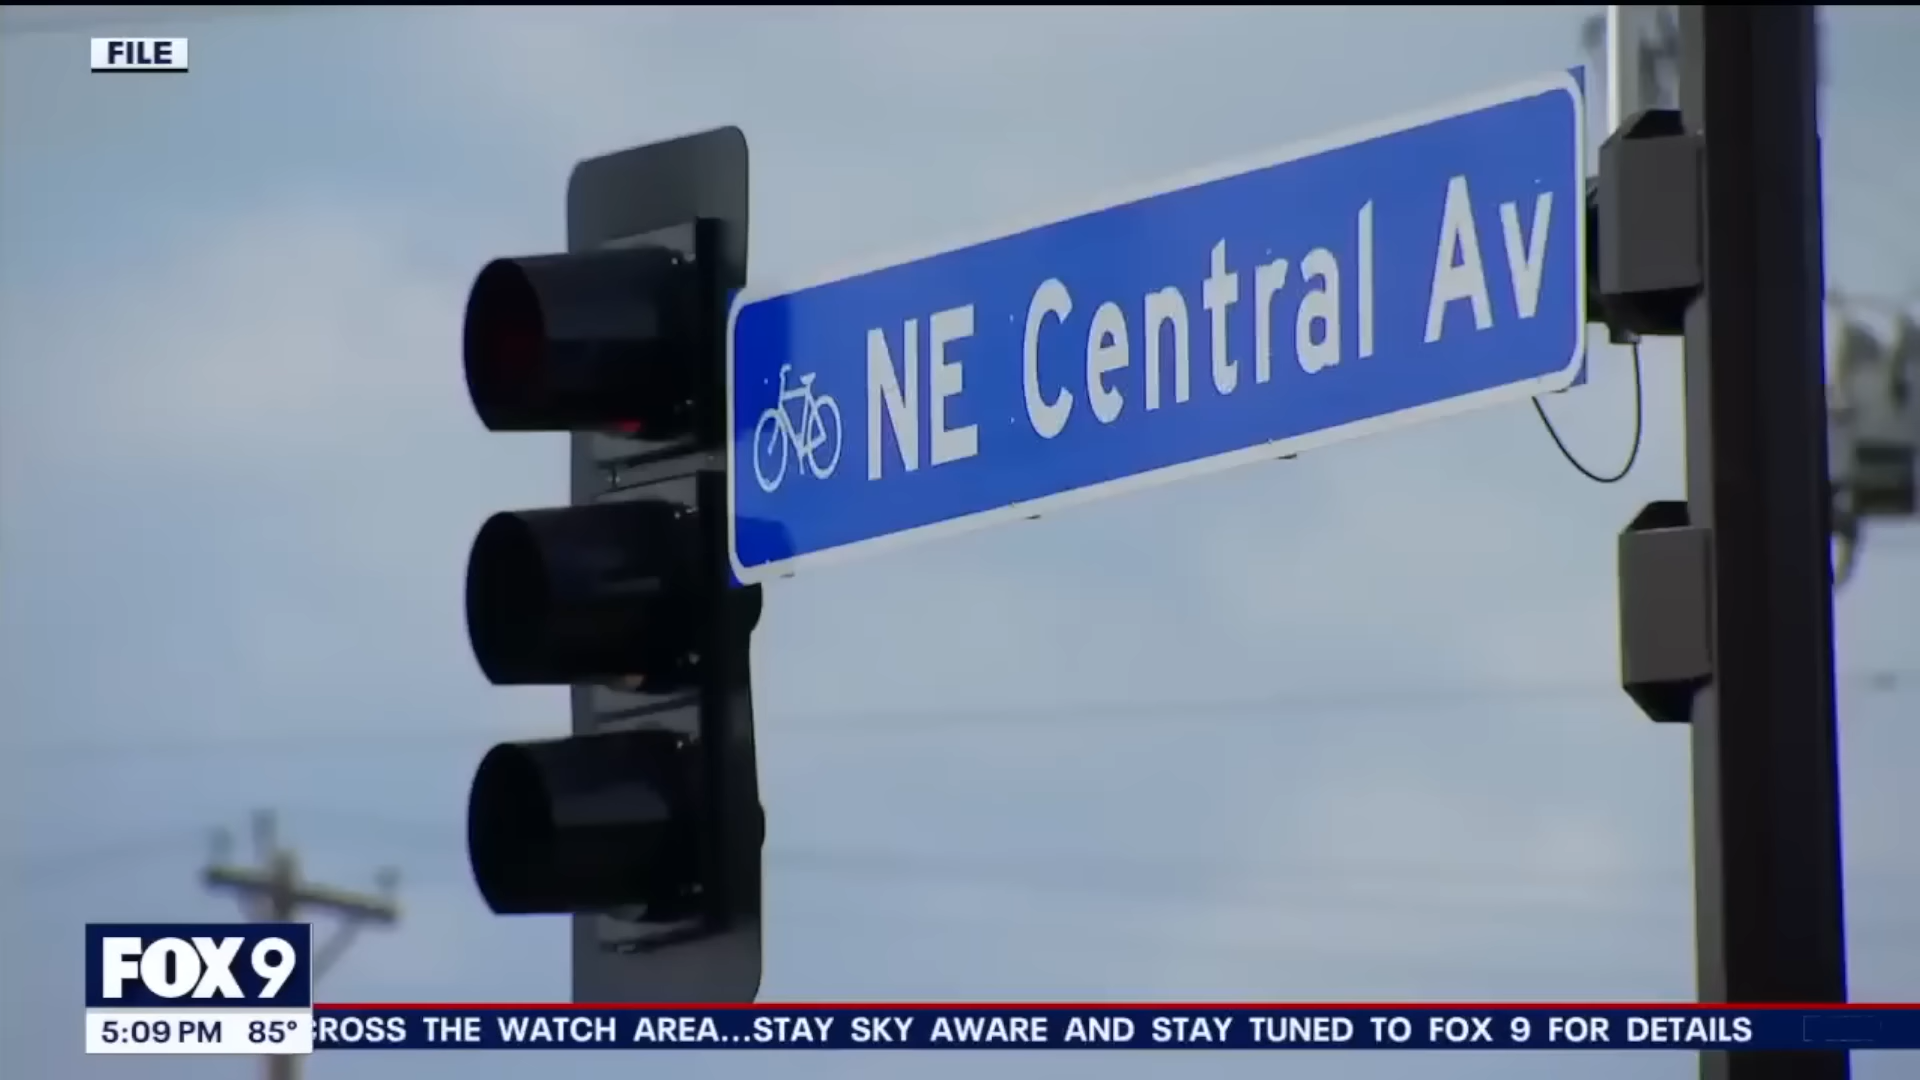 FILE
NE Central Av
FOX 9
5:09 PM 85°
CROSS THE WATCH AREA...STAY SKY AWARE AND STAY TUNED TO FOX 9 FOR DETAILS